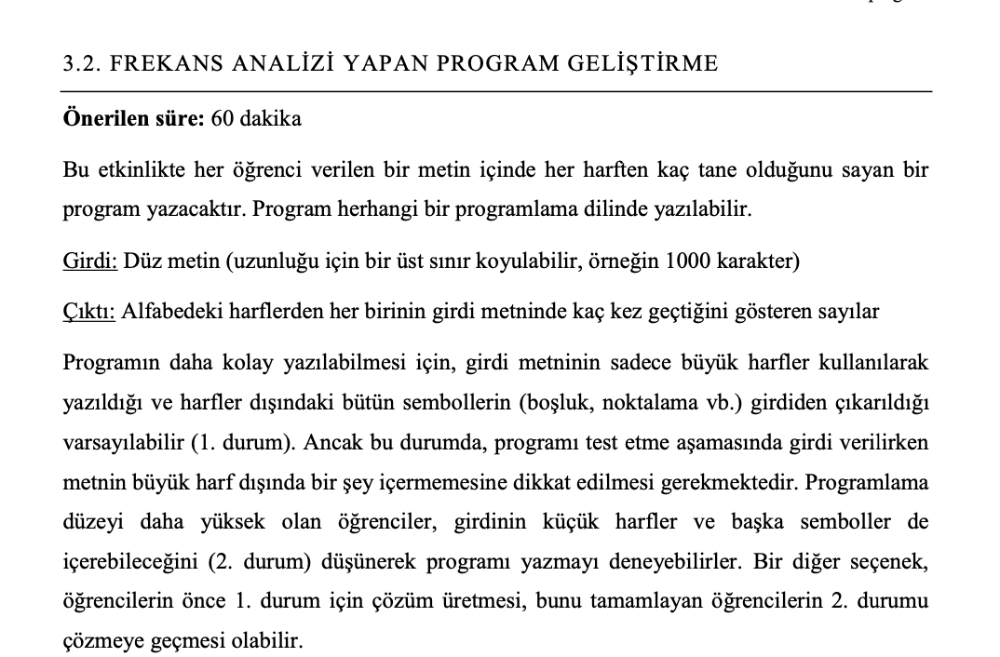 3.2. FREKANS ANALİZİ YAPAN PROGRAM GELİŞTİRME
Önerilen süre: 60 dakika
Bu etkinlikte her öğrenci verilen bir metin içinde her harften kaç tane olduğunu sayan bir
program yazacaktır. Program herhangi bir programlama dilinde yazılabilir.
Girdi: Düz metin (uzunluğu için bir üst sınır koyulabilir, örneğin 1000 karakter)
Çıktı: Alfabedeki harflerden her birinin girdi metninde kaç kez geçtiğini gösteren sayılar
Programın daha kolay yazılabilmesi için, girdi metninin sadece büyük harfler kullanılarak
yazıldığı ve harfler dışındaki bütün sembollerin (boşluk, noktalama vb.) girdiden çıkarıldığı
varsayılabilir (1. durum). Ancak bu durumda, programı test etme aşamasında girdi verilirken
metnin büyük harf dışında bir şey içermemesine dikkat edilmesi gerekmektedir. Programlama
düzeyi daha yüksek olan öğrenciler, girdinin küçük harfler ve başka semboller de
içerebileceğini (2. durum) düşünerek programı yazmayı deneyebilirler. Bir diğer seçenek,
öğrencilerin önce 1. durum için çözüm üretmesi, bunu tamamlayan öğrencilerin 2. durumu
çözmeye geçmesi olabilir.